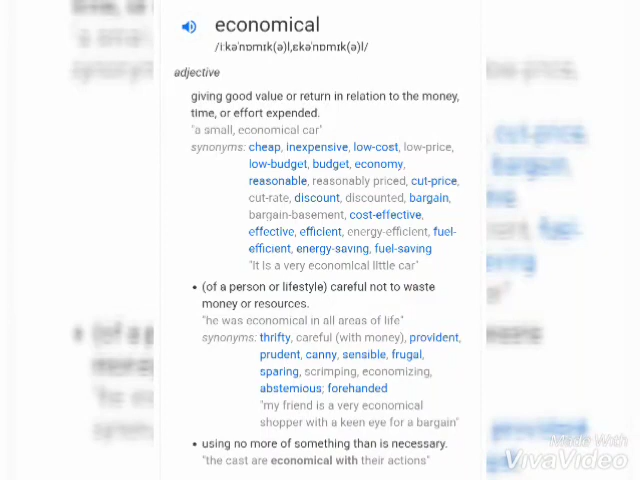 economical
/iːkəˈnɒmɪk(ə)l,ɛkəˈnɒmɪk(ə)l/
adjective
giving good value or return in relation to the money,
time, or effort expended.
"a small, economical car"
synonyms: cheap, inexpensive, low-cost, low-price,
low-budget, budget, economy,
reasonable, reasonably priced, cut-price,
cut-rate, discount, discounted, bargain,
bargain-basement, cost-effective,
effective, efficient, energy-efficient, fuel-
efficient, energy-saving, fuel-saving
"it is a very economical little car"
• (of a person or lifestyle) careful not to waste
money or resources.
"he was economical in all areas of life"
synonyms: thrifty, careful (with money), provident,
prudent, canny, sensible, frugal,
sparing, scrimping, economizing,
abstemious; forehanded
"my friend is a very economical
shopper with a keen eye for a bargain"
• using no more of something than is necessary.
"the cast are economical with their actions"
Made With
VivaVideo